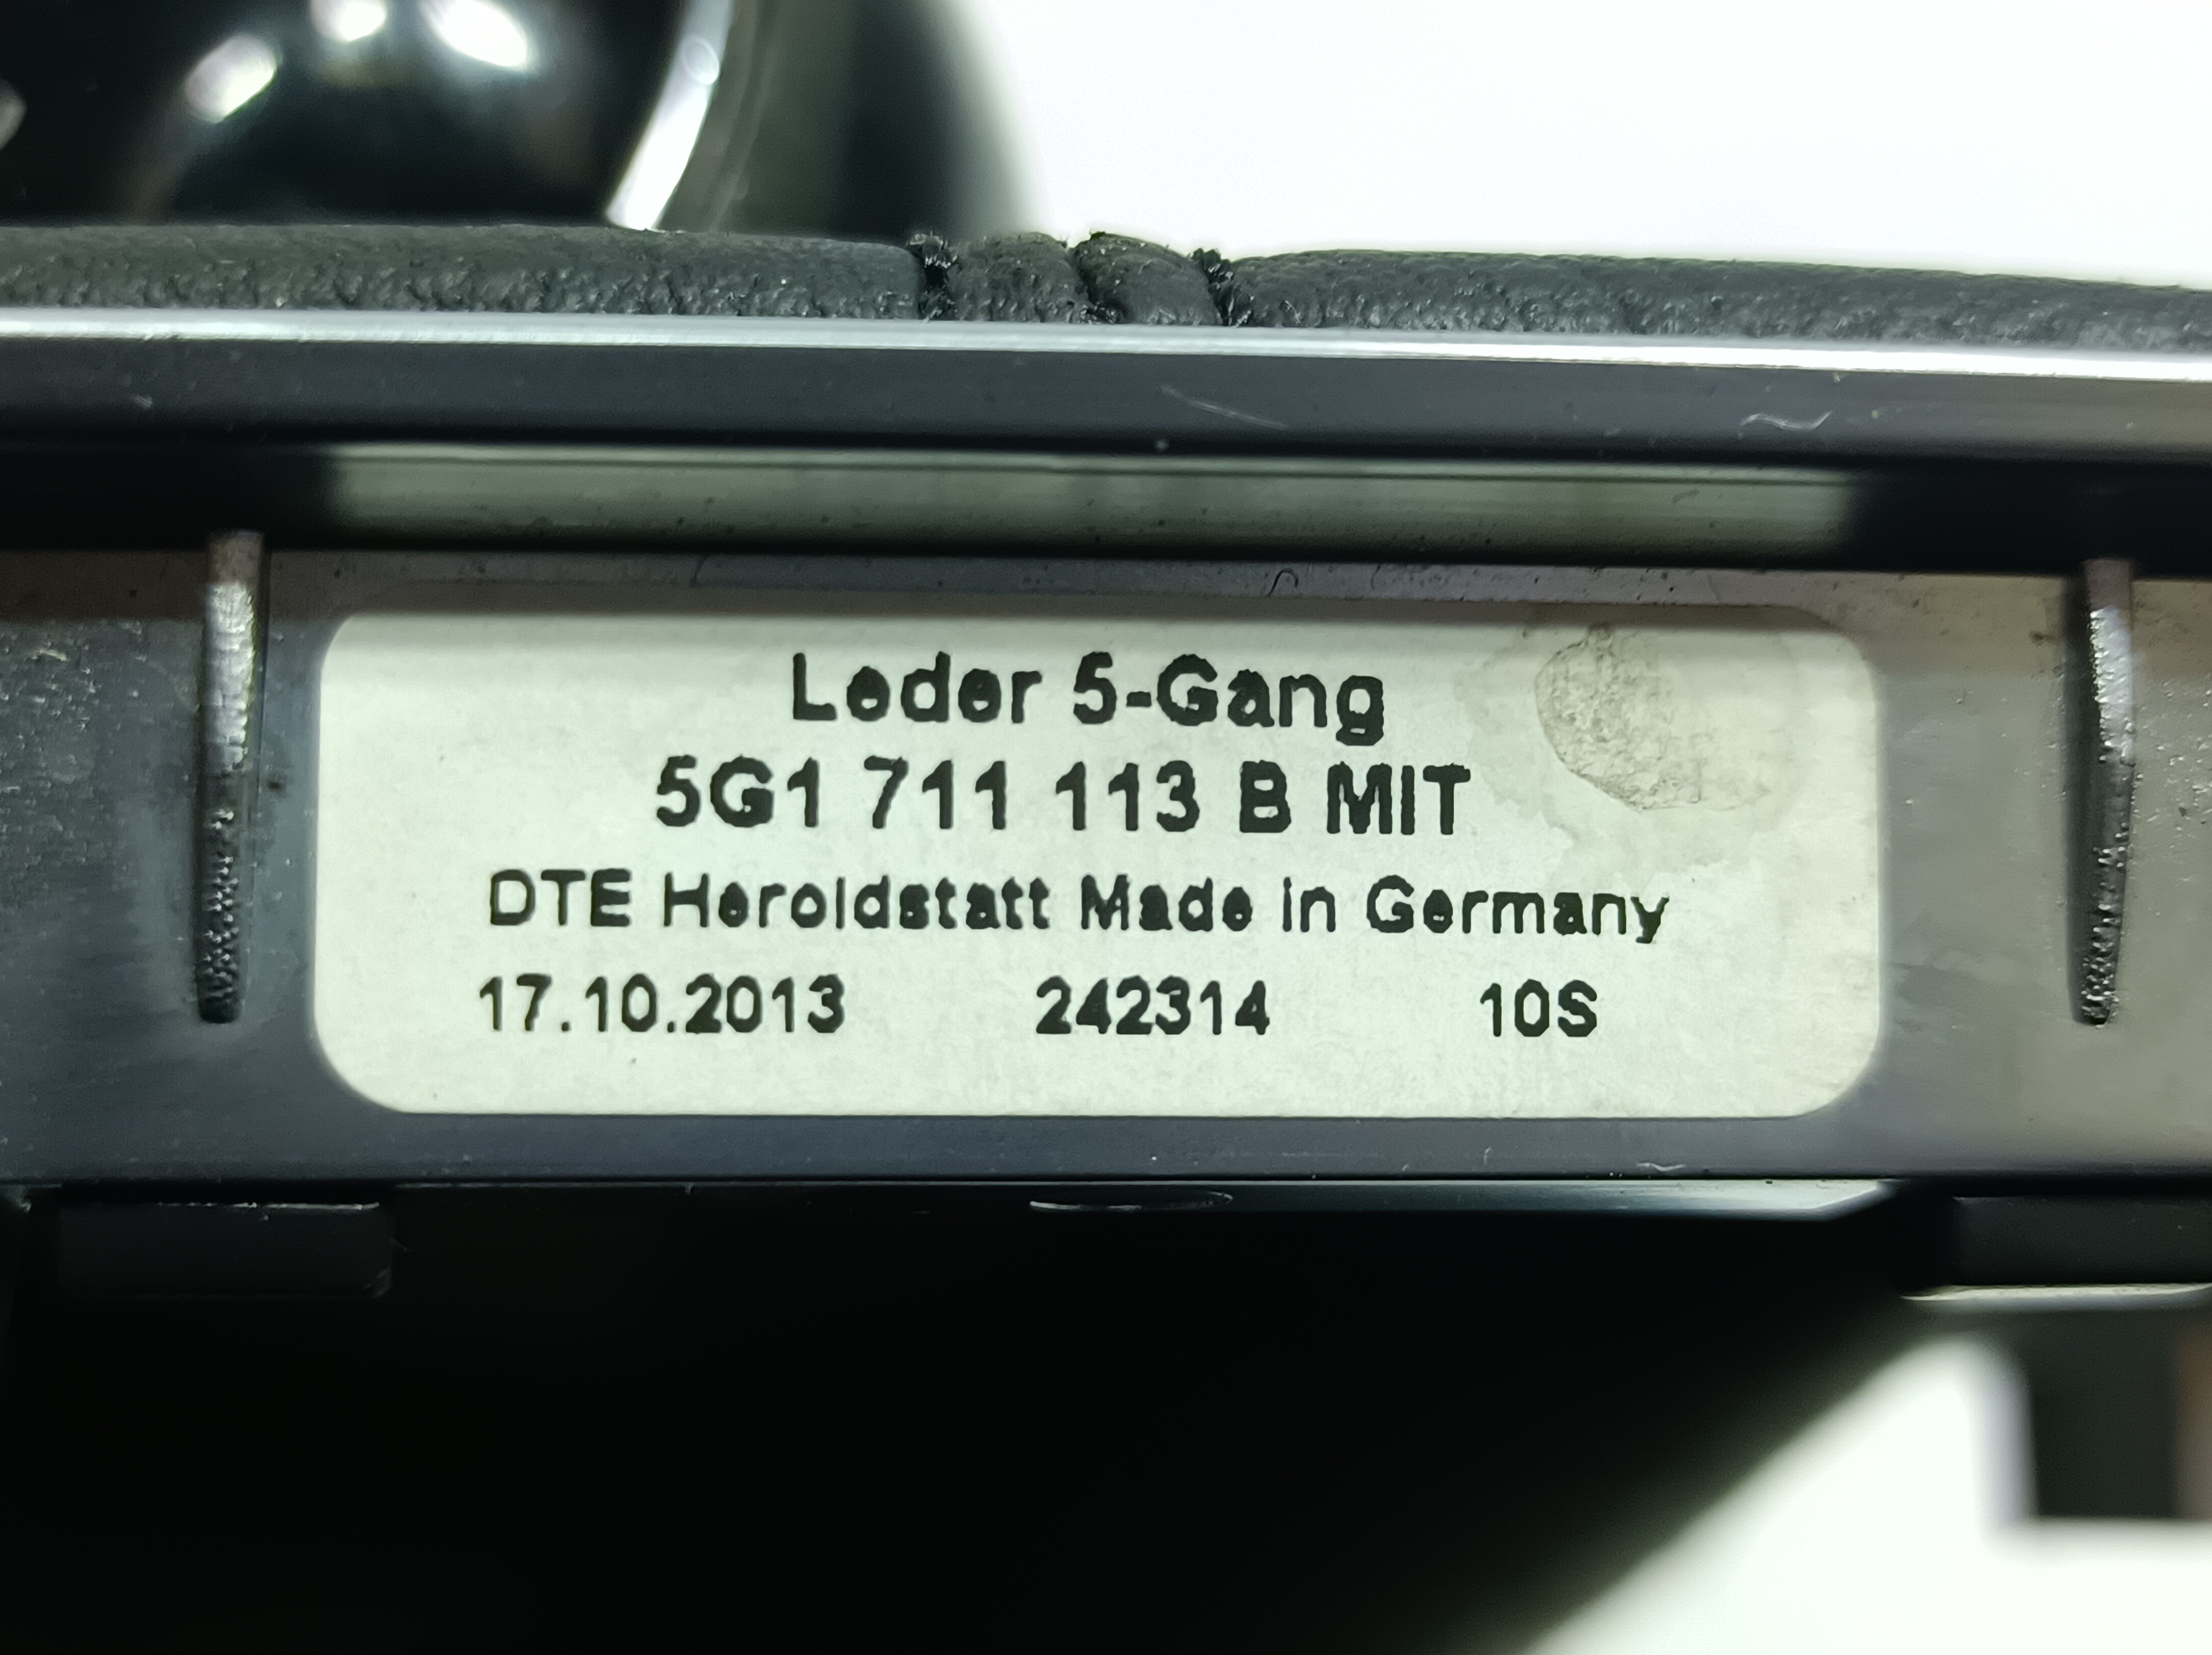 Leder 5-Gang
5G1 711 113 B MIT
DTE Heroldstatt Made in Germany
17.10.2013 242314 10S